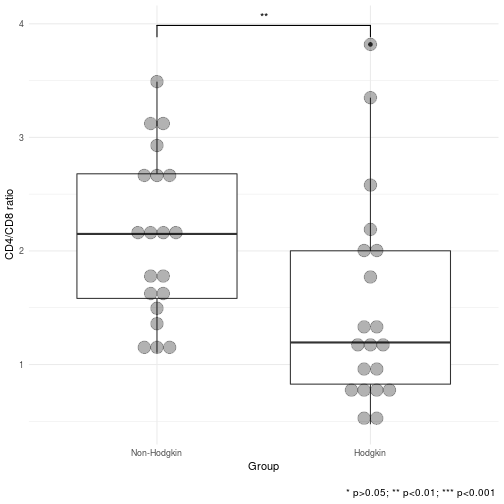 **
4
3
2
1
CD4/CD8 ratio
Non-Hodgkin Hodgkin
Group
* p>0.05; ** p<0.01; *** p<0.001